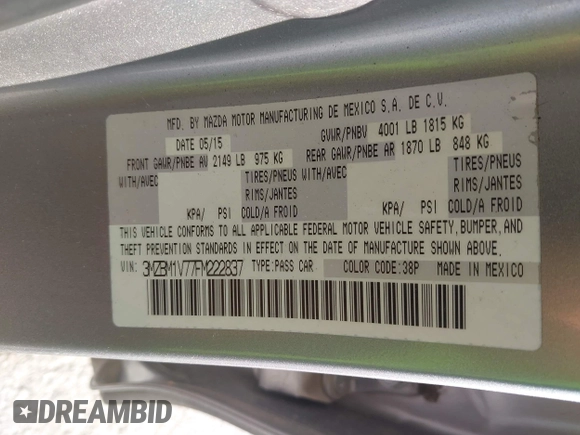 MFD. BY MAZDA MOTOR MANUFACTURING DE MEXICO S.A. DE C.V.
DATE 05/15 GVWR/PNBV 4001 LB 1815 KG
FRONT GAWR/PNBE AV 2149 LB 975 KG REAR GAWR/PNBE AR 1870 LB 848 KG
WITH/AVEC TIRES/PNEUS WITH/AVEC TIRES/PNEUS
RIMS/JANTES RIMS/JANTES
KPA/ PSI COLD/A FROID KPA/ PSI COLD/A FROID
THIS VEHICLE CONFORMS TO ALL APPLICABLE FEDERAL MOTOR VEHICLE SAFETY, BUMPER, AND
THEFT PREVENTION STANDARDS IN EFFECT ON THE DATE OF MANUFACTURE SHOWN ABOVE.
VIN: 3MZBM1V77FM222837 TYPE:PASS CAR COLOR CODE:38P MADE IN MEXICO
DREAMBID